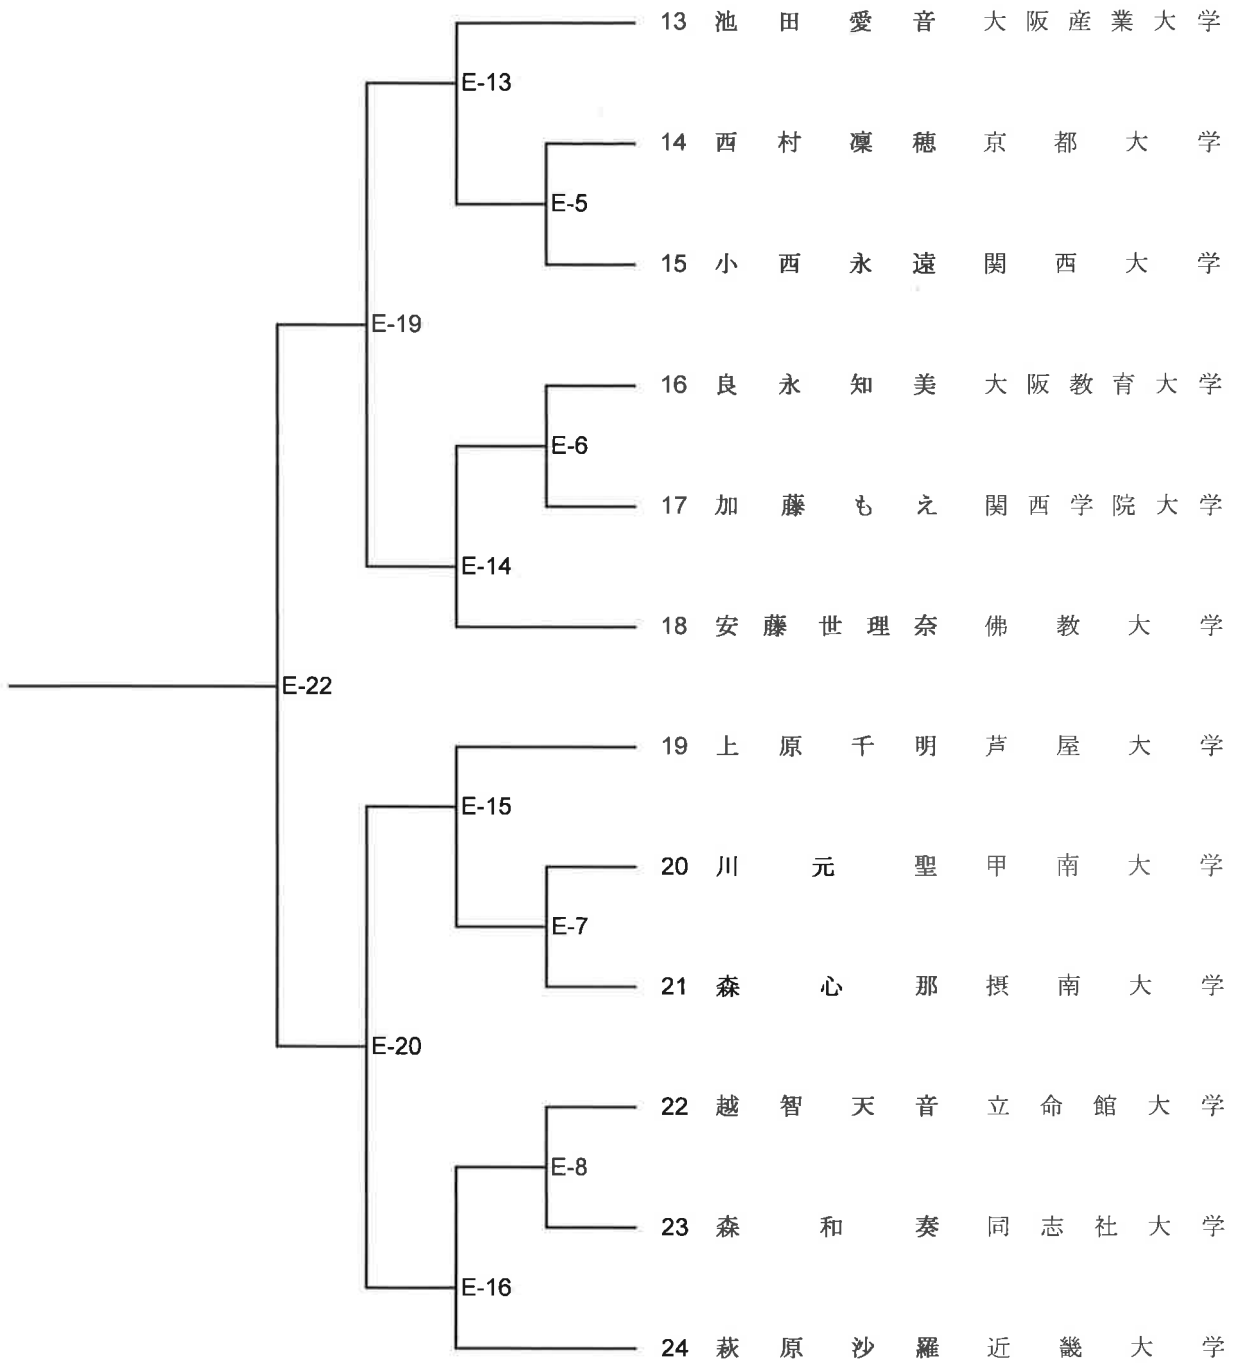 13 池田愛音 大阪産業大学
E-13
14 西村凜穂 京都大学
E-5
15 小西永遠 関西大学
E-19
16 良永知美 大阪教育大学
E-6
17 加藤もえ 関西学院大学
E-14
18 安藤世理奈 佛教大学
E-22
19 上原千明 芦屋大学
E-15
20 川元聖 甲南大学
E-7
21 森心那 摂南大学
E-20
22 越智天音 立命館大学
E-8
23 森和奏 同志社大学
E-16
24 萩原沙羅 近畿大学